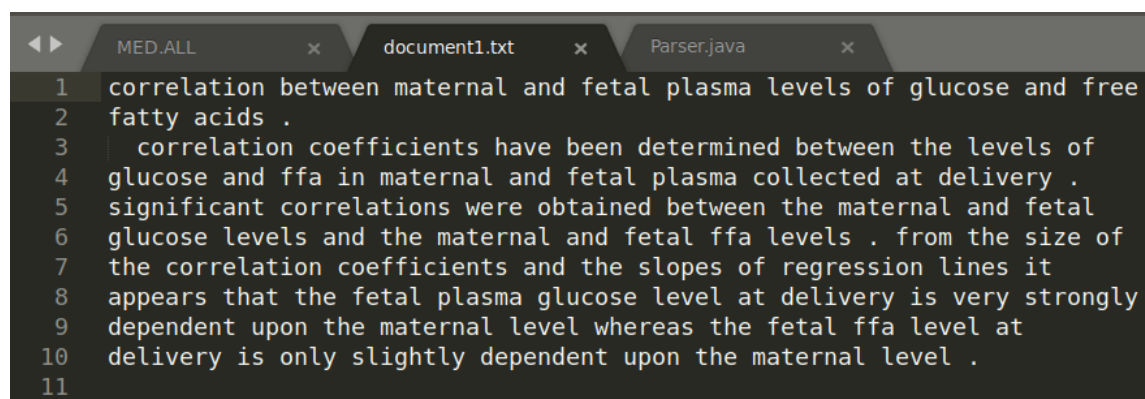 MED.ALL × document1.txt × Parser.java ×
1 correlation between maternal and fetal plasma levels of glucose and free
2 fatty acids .
3 correlation coefficients have been determined between the levels of
4 glucose and ffa in maternal and fetal plasma collected at delivery .
5 significant correlations were obtained between the maternal and fetal
6 glucose levels and the maternal and fetal ffa levels . from the size of
7 the correlation coefficients and the slopes of regression lines it
8 appears that the fetal plasma glucose level at delivery is very strongly
9 dependent upon the maternal level whereas the fetal ffa level at
10 delivery is only slightly dependent upon the maternal level .
11